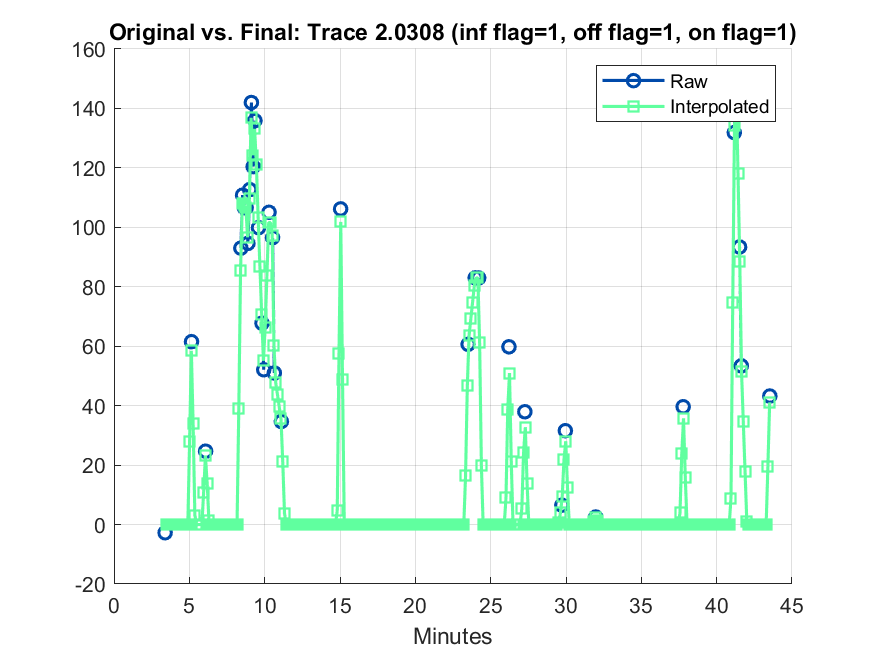 Original vs. Final: Trace 2.0308 (inf flag=1, off flag=1, on flag=1)
160
140
120
100
80
60
40
20
0
-20
Raw
Interpolated
0 5 10 15 20 25 30 35 40 45
Minutes